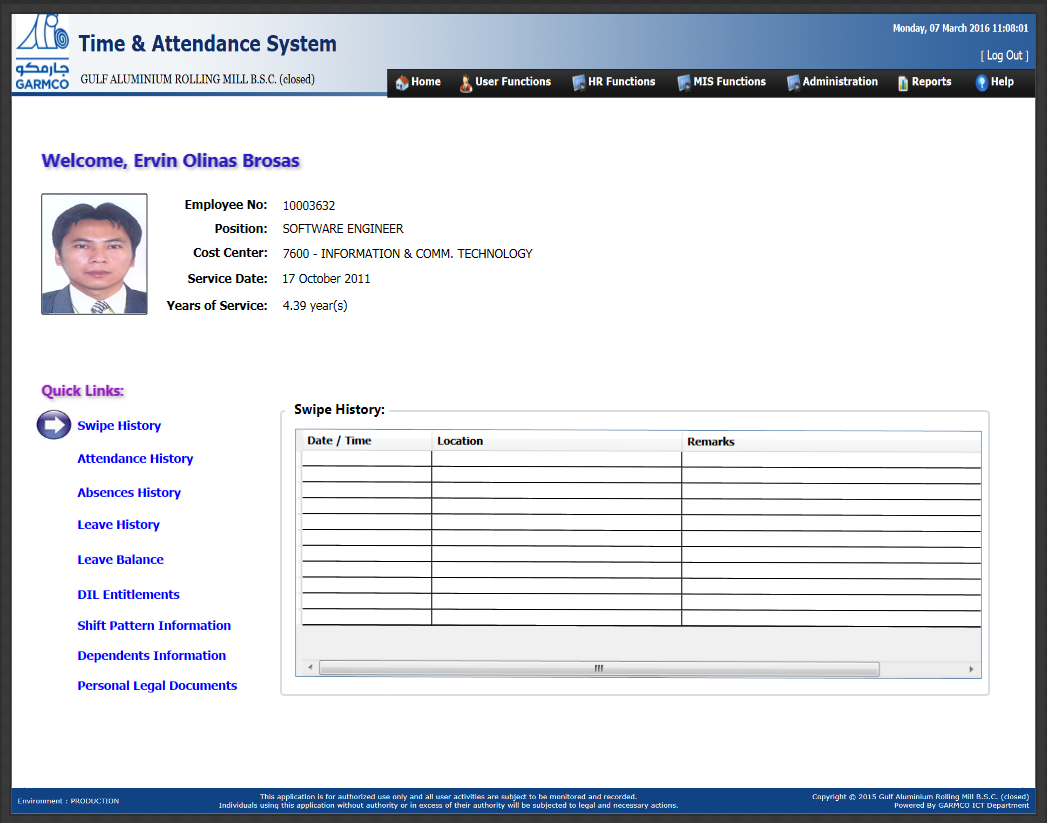 Monday, 07 March 2016 11:08:01
Time & Attendance System
[ Log Out ]
جارمكو
GARMCO
GULF ALUMINIUM ROLLING MILL B.S.C. (closed)
Home User Functions HR Functions MIS Functions Administration Reports ? Help
Welcome, Ervin Olinas Brosas
Employee No: 10003632
Position: SOFTWARE ENGINEER
Cost Center: 7600 - INFORMATION & COMM. TECHNOLOGY
Service Date: 17 October 2011
Years of Service: 4.39 year(s)
Quick Links:
Swipe History
Attendance History
Absences History
Leave History
Leave Balance
DIL Entitlements
Shift Pattern Information
Dependents Information
Personal Legal Documents
Swipe History:
Date / Time Location Remarks
Environment : PRODUCTION
This application is for authorized use only and all user activities are subject to be monitored and recorded.
Individuals using this application without authority or in excess of their authority will be subjected to legal and necessary actions.
Copyright © 2015 Gulf Aluminium Rolling Mill B.S.C. (closed)
Powered By GARMCO ICT Department